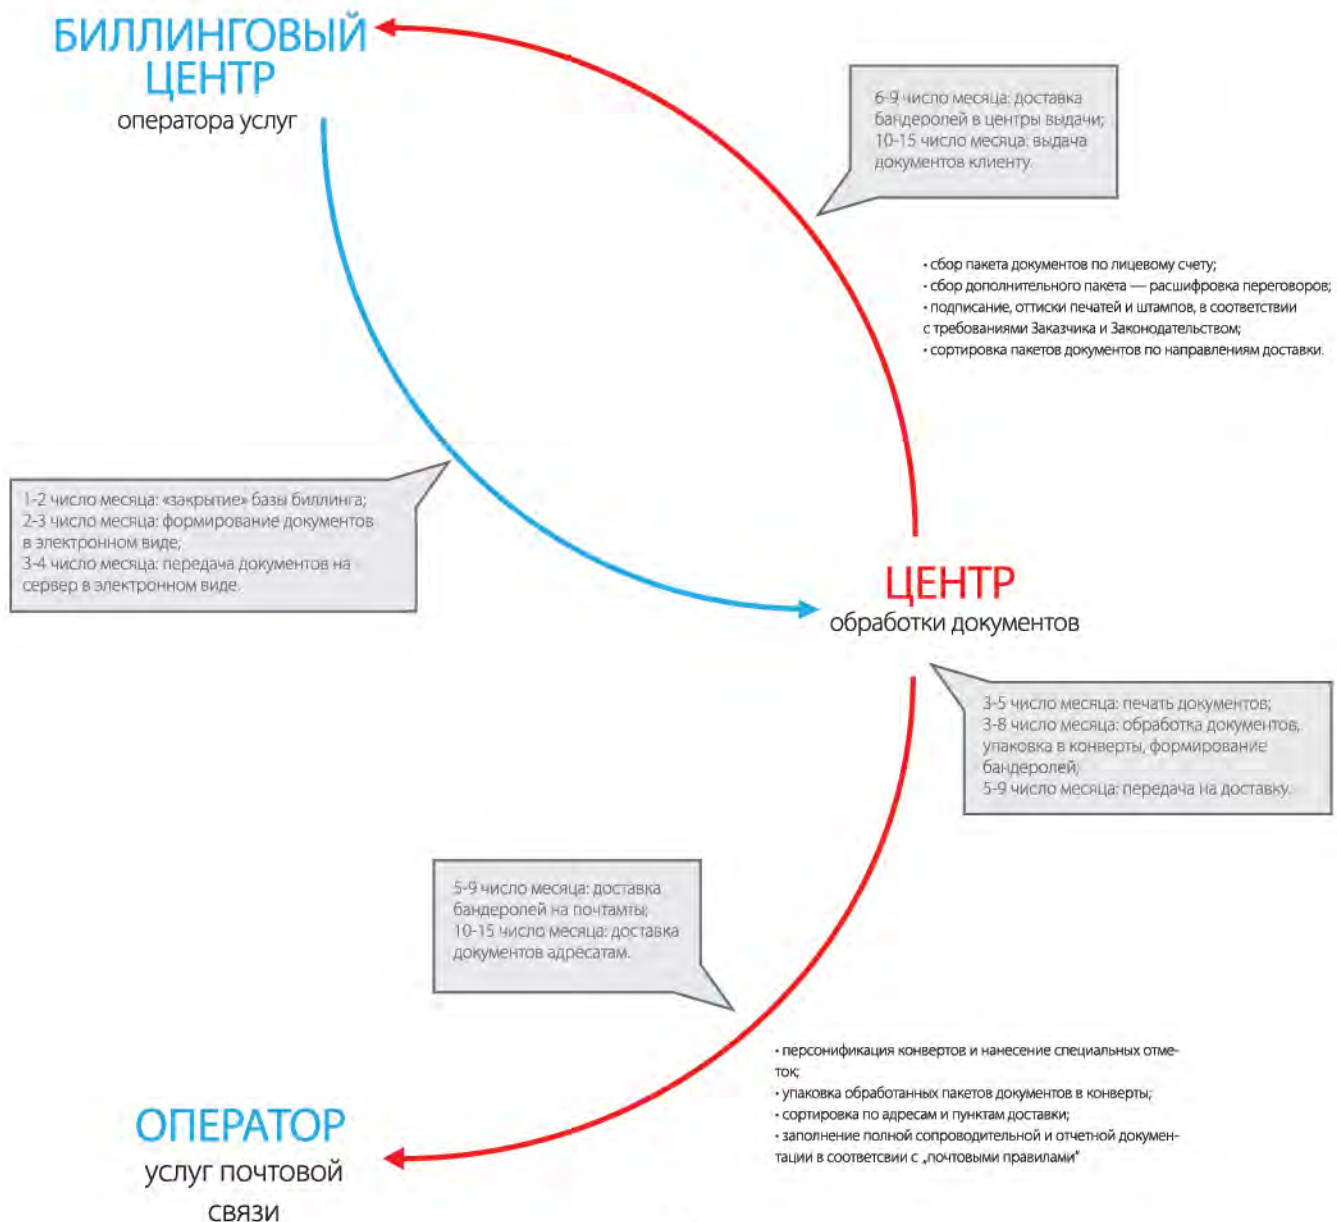 БИЛЛИНГОВЫЙ
ЦЕНТР
оператора услуг
6-9 число месяца: доставка
бандеролей в центры выдачи;
10-15 число месяца: выдача
документов клиенту.
• сбор пакета документов по лицевому счету;
• сбор дополнительного пакета — расшифровка переговоров;
• подписание, оттиски печатей и штампов, в соответствии
с требованиями Заказчика и Законодательством;
• сортировка пакетов документов по направлениям доставки.
1-2 число месяца: «закрытие» базы биллинга;
2-3 число месяца: формирование документов
в электронном виде;
3-4 число месяца: передача документов на
сервер в электронном виде.
ЦЕНТР
обработки документов
3-5 число месяца: печать документов;
3-8 число месяца: обработка документов,
упаковка в конверты, формирование
бандеролей;
5-9 число месяца: передача на доставку.
5-9 число месяца: доставка
бандеролей на почтамты;
10-15 число месяца: доставка
документов адресатам.
• персонификация конвертов и нанесение специальных отме-
ток;
• упаковка обработанных пакетов документов в конверты;
• сортировка по адресам и пунктам доставки;
• заполнение полной сопроводительной и отчетной докумен-
тации в соответсвии с „почтовыми правилами“
ОПЕРАТОР
услуг почтовой
связи